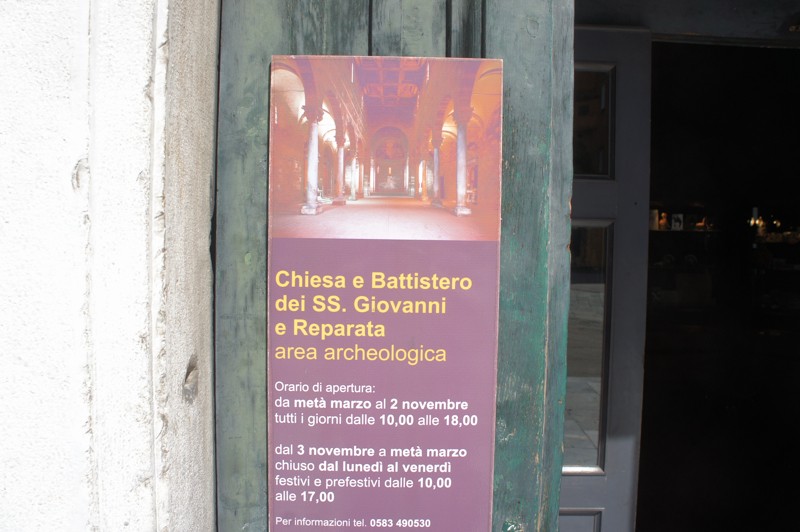 Chiesa e Battistero
dei SS. Giovanni
e Reparata
area archeologica
Orario di apertura:
da metà marzo al 2 novembre
tutti i giorni dalle 10,00 alle 18,00
dal 3 novembre a metà marzo
chiuso dal lunedì al venerdì
festivi e prefestivi dalle 10,00
alle 17,00
Per informazioni tel. 0583 490530